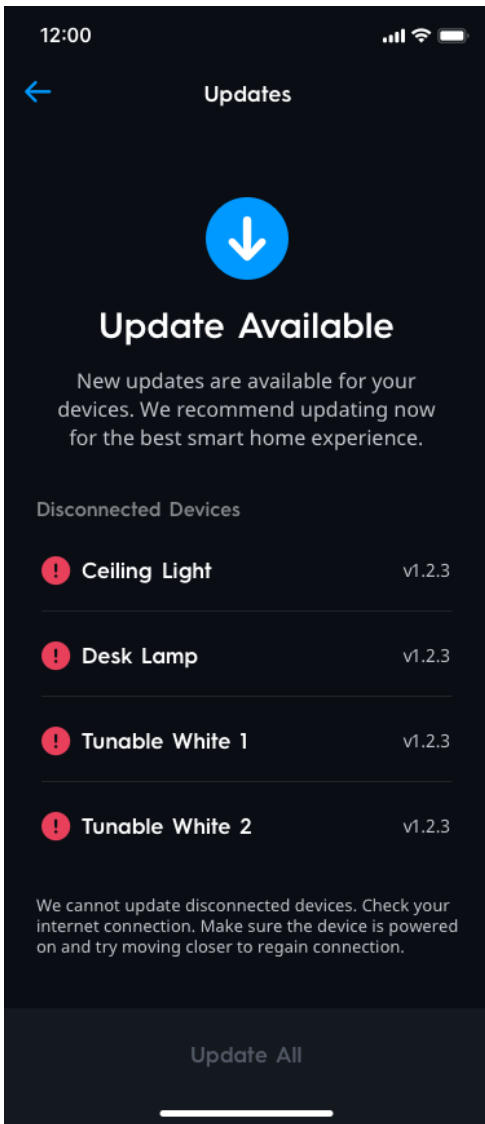 12:00
Updates
Update Available
New updates are available for your
devices. We recommend updating now
for the best smart home experience.
Disconnected Devices
! Ceiling Light v1.2.3
! Desk Lamp v1.2.3
! Tunable White 1 v1.2.3
! Tunable White 2 v1.2.3
We cannot update disconnected devices. Check your
internet connection. Make sure the device is powered
on and try moving closer to regain connection.
Update All